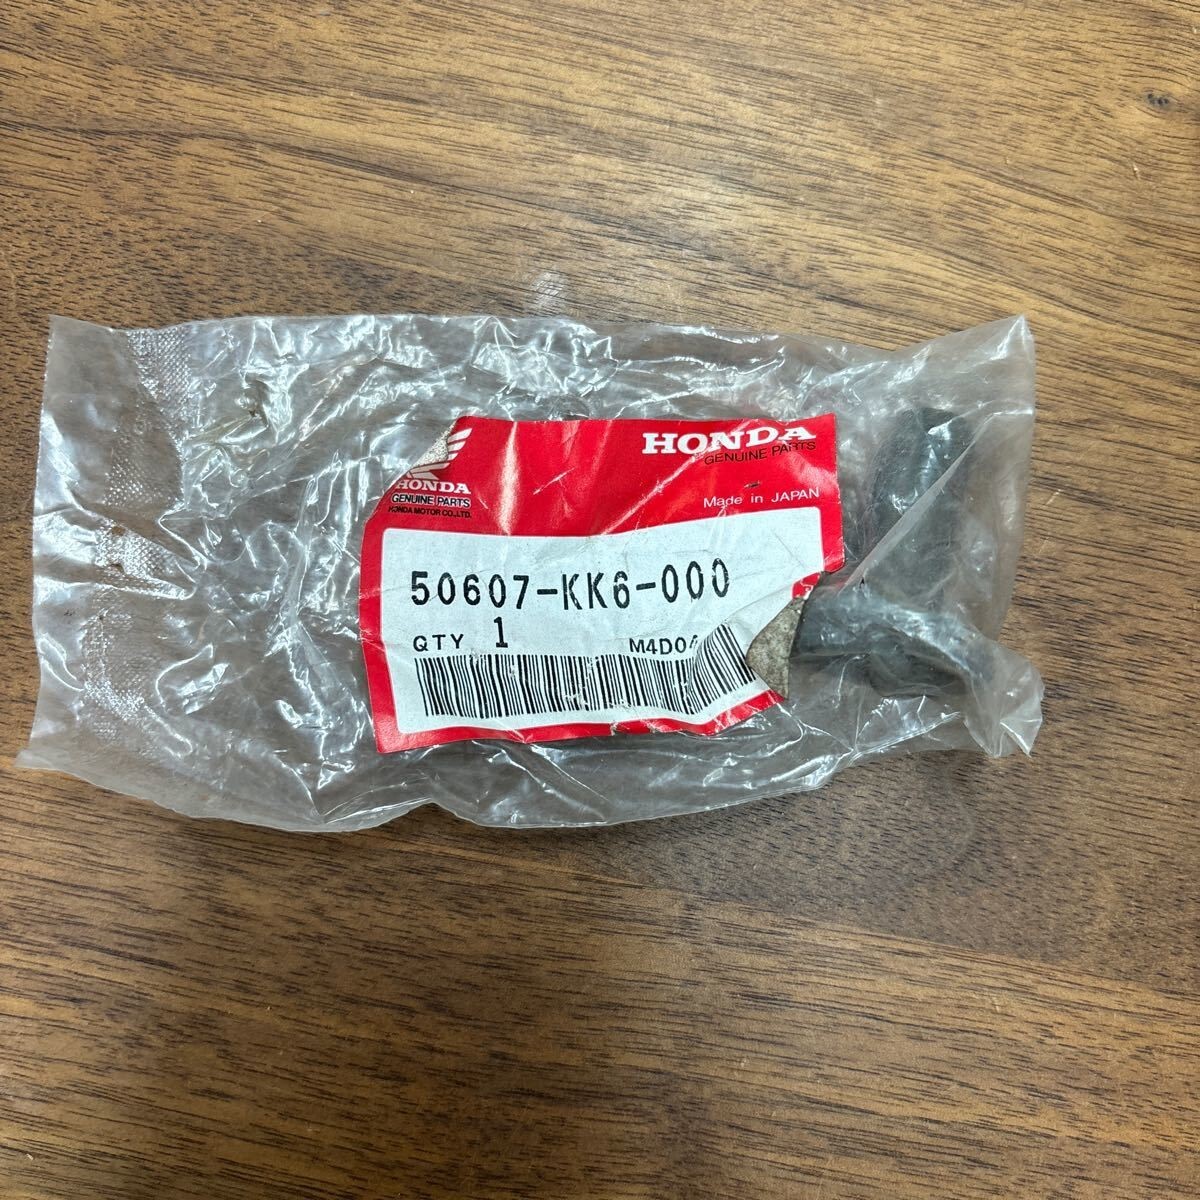 HONDA
GENUINE PARTS
HONDA MOTOR CO.,LTD.
HONDA
GENUINE PARTS
Made in JAPAN
50607-KK6-000
QTY 1